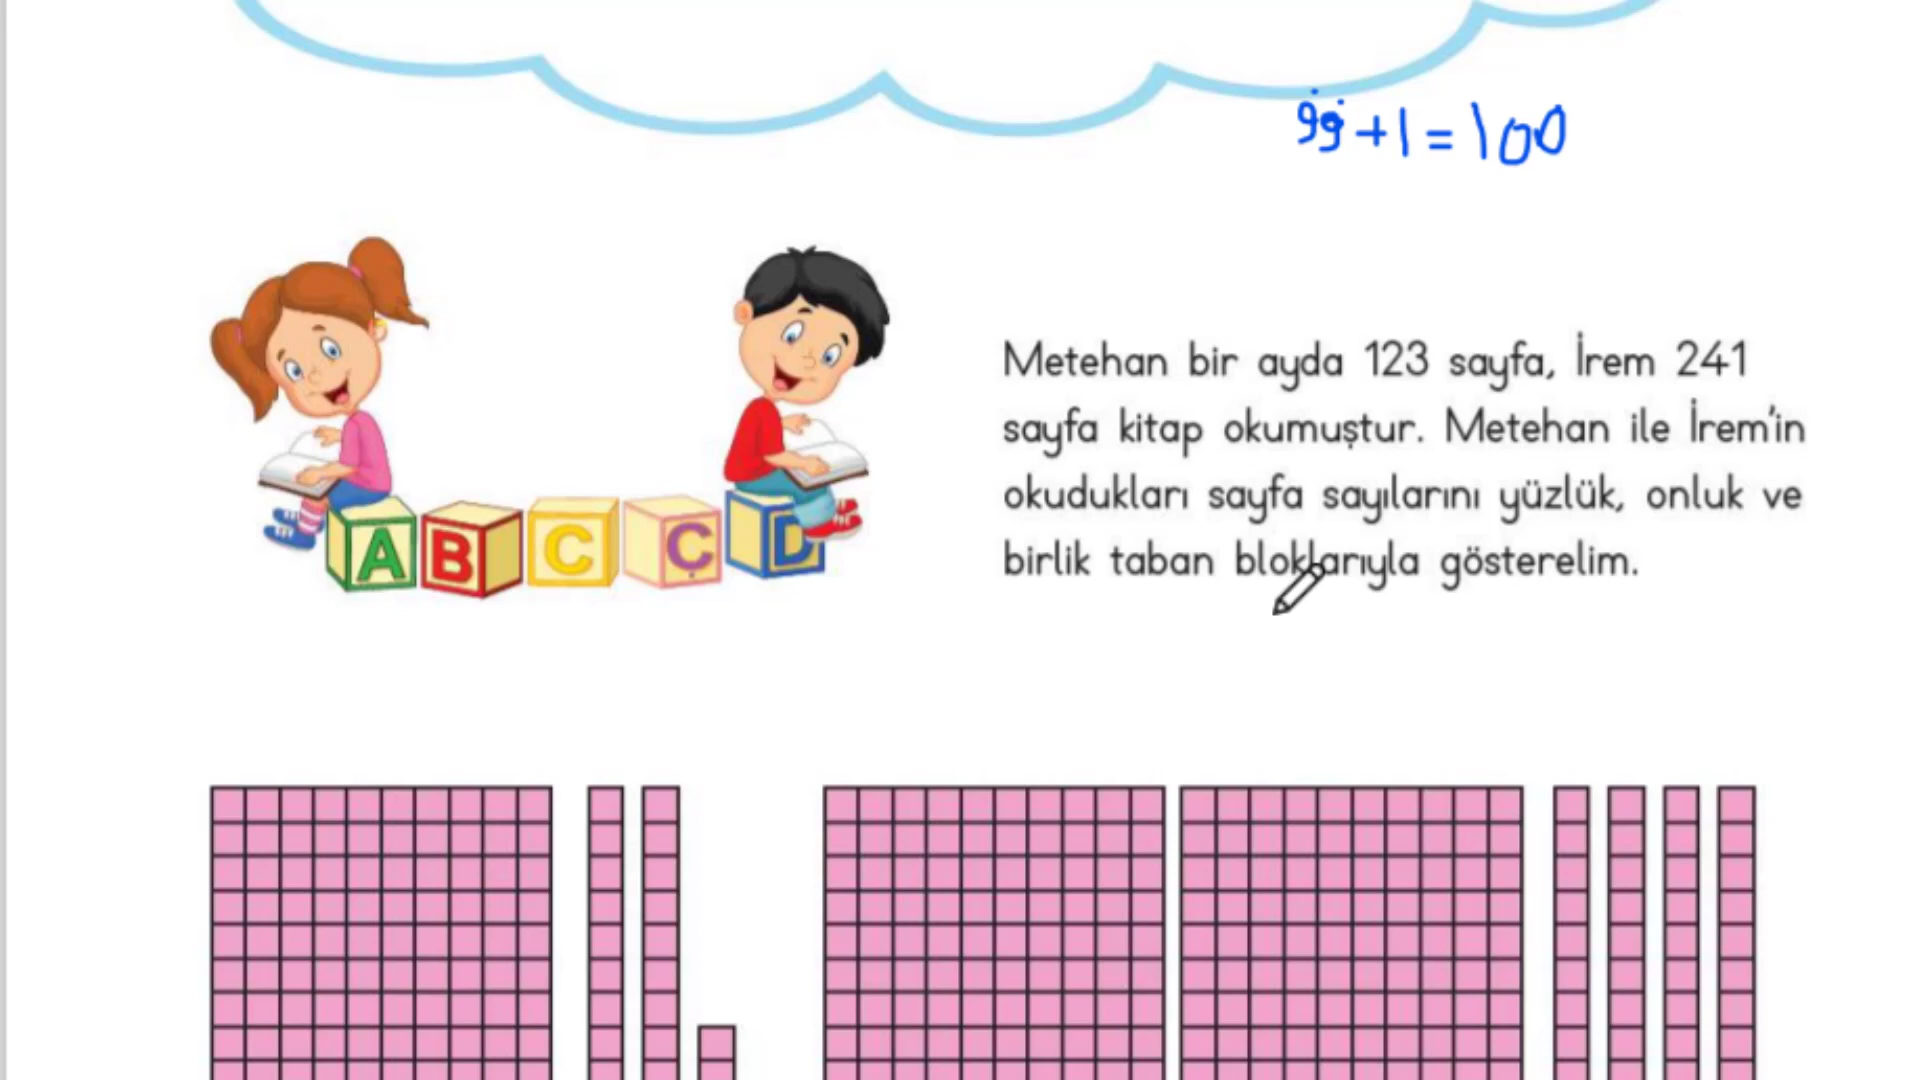 99+1=100
Metehan bir ayda 123 sayfa, İrem 241
sayfa kitap okumuştur. Metehan ile İrem'in
okudukları sayfa sayılarını yüzlük, onluk ve
birlik taban bloklarıyla gösterelim.
A B C Ç D